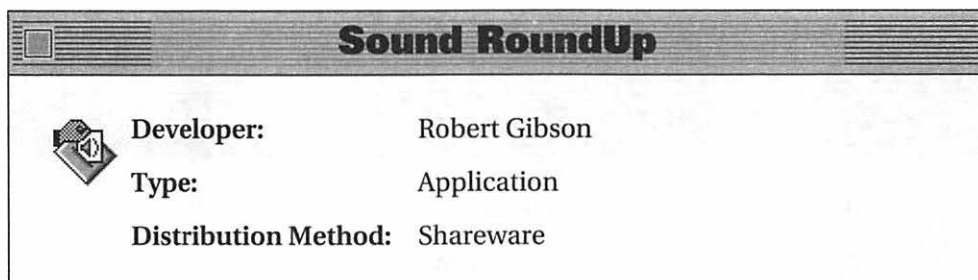 Sound RoundUp
Developer: Robert Gibson
Type: Application
Distribution Method: Shareware